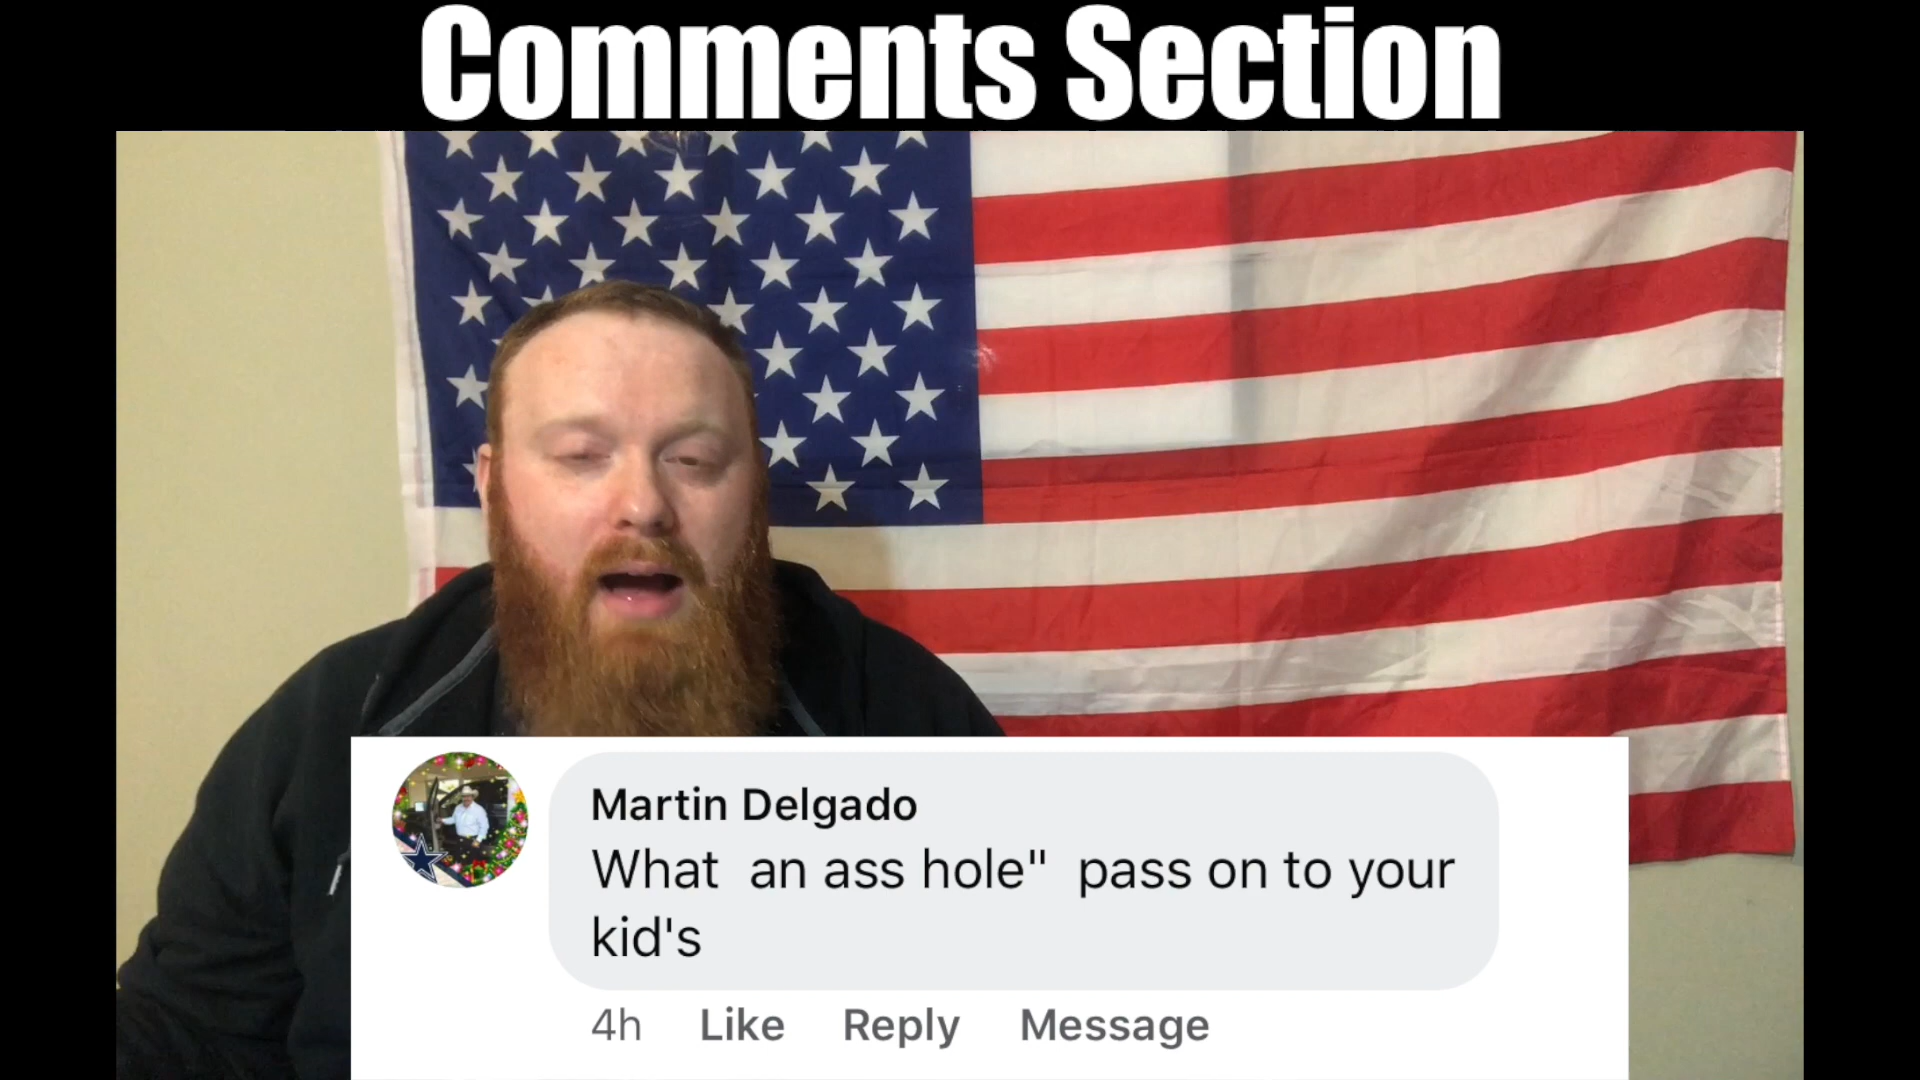 Comments Section
Martin Delgado
What  an ass hole"  pass on to your
kid's
4h Like Reply Message